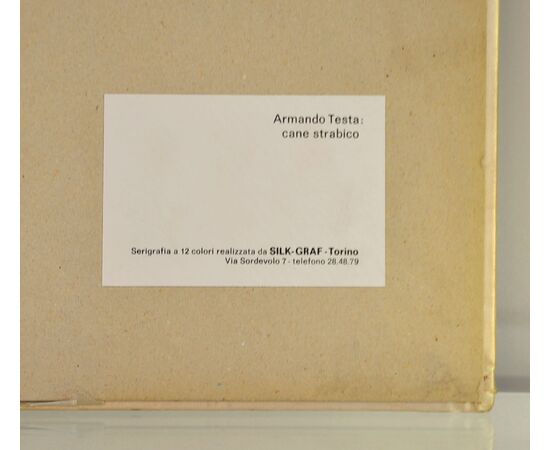 Armando Testa:
cane strabico
Serigrafia a 12 colori realizzata da SILK-GRAF - Torino
Via Sordevolo 7 - telefono 28.48.79